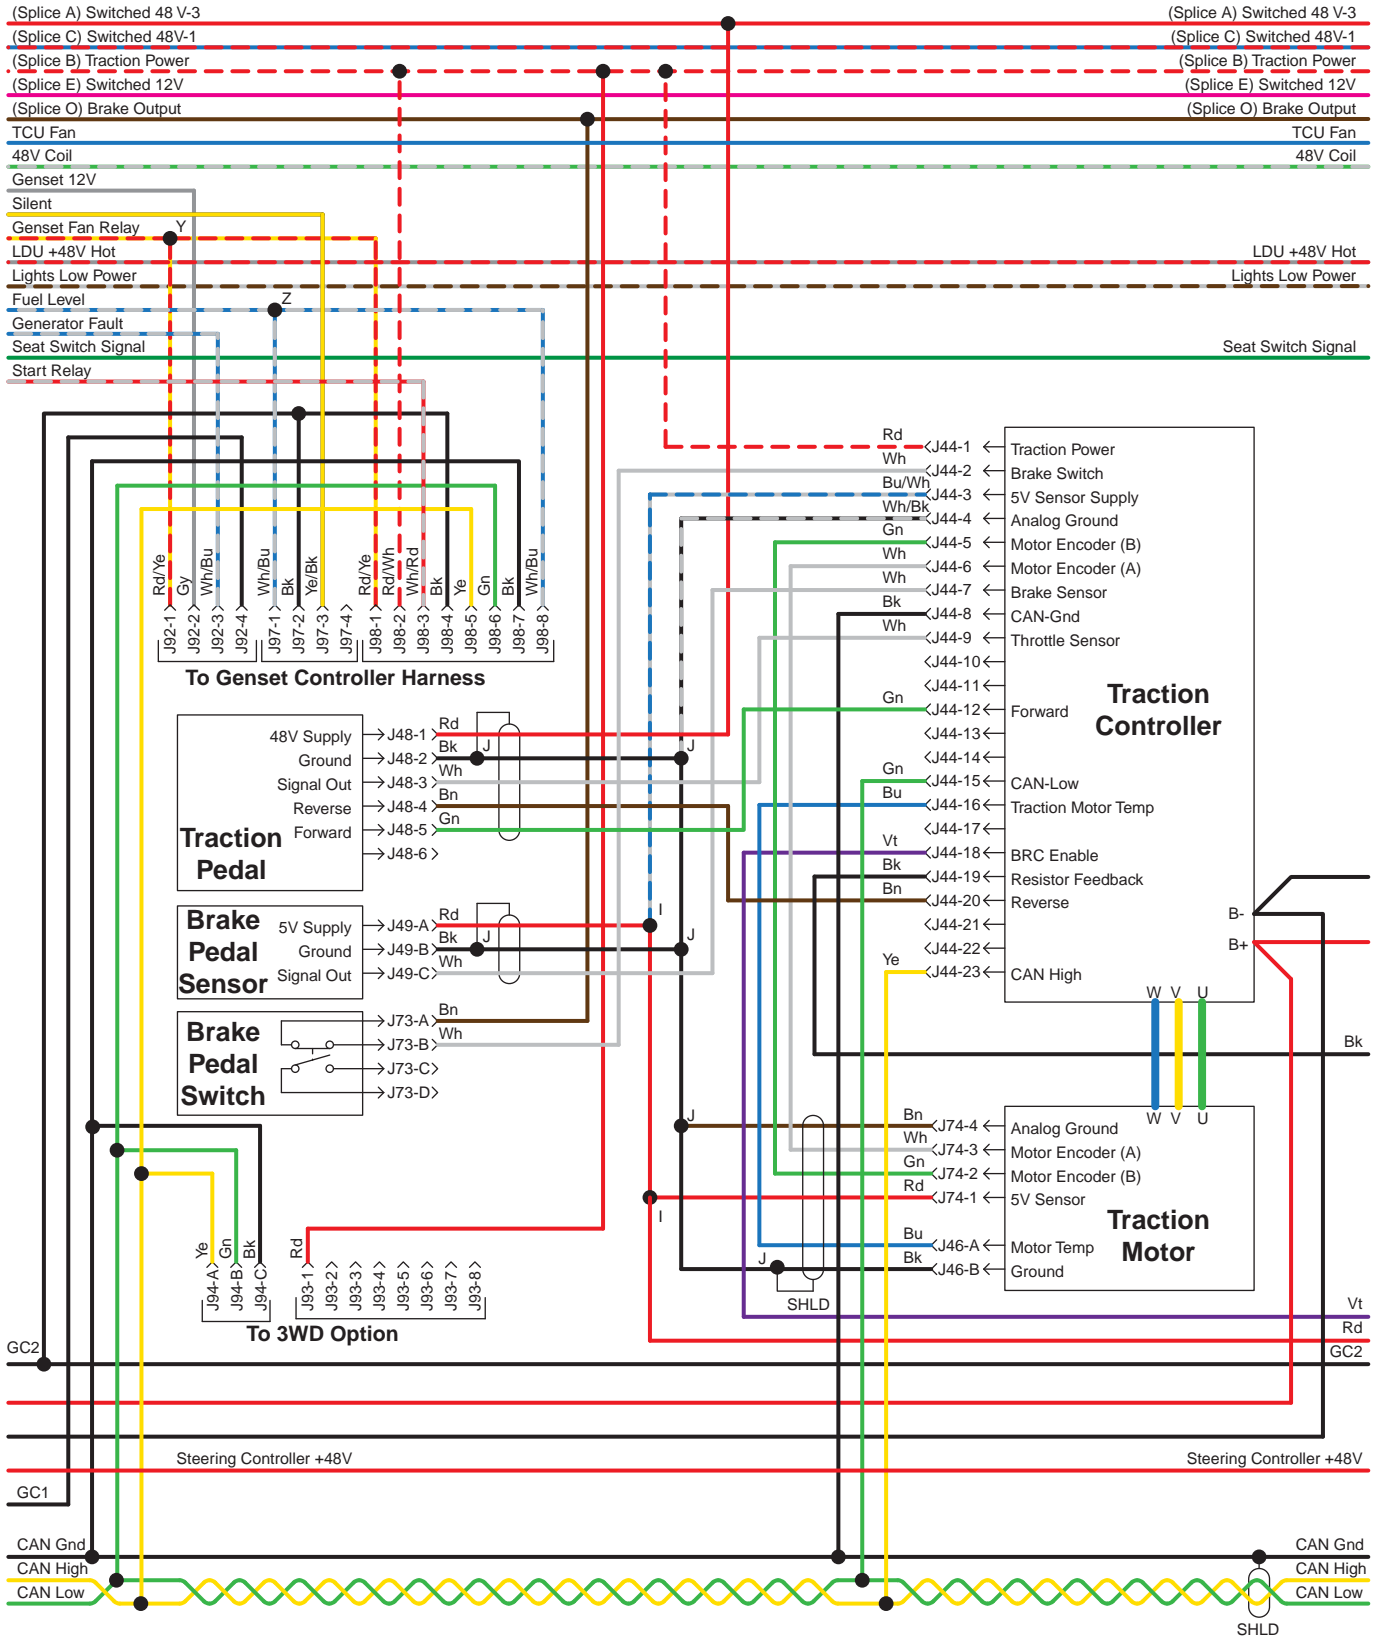 (Splice A) Switched 48 V-3
(Splice A) Switched 48 V-3
(Splice C) Switched 48V-1
(Splice C) Switched 48V-1
(Splice B) Traction Power
(Splice B) Traction Power
(Splice E) Switched 12V
(Splice E) Switched 12V
(Splice O) Brake Output
(Splice O) Brake Output
TCU Fan
TCU Fan
48V Coil
48V Coil
Genset 12V
Silent
Genset Fan Relay
Y
LDU +48V Hot
LDU +48V Hot
Lights Low Power
Lights Low Power
Fuel Level
Z
Generator Fault
Seat Switch Signal
Seat Switch Signal
Start Relay
Rd/Ye
Gy
Wh/Bu
Wh/Bu
Bk
Ye/Bk
Rd/Ye
Rd/Wh
Wh/Rd
Bk
Ye
Gn
Bk
Wh/Bu
J92-1
J92-2
J92-3
J92-4
J97-1
J97-2
J97-3
J97-4
J98-1
J98-2
J98-3
J98-4
J98-5
J98-6
J98-7
J98-8
To Genset Controller Harness
Rd J44-1 Traction Power
Wh J44-2 Brake Switch
Bu/Wh J44-3 5V Sensor Supply
Wh/Bk J44-4 Analog Ground
Gn J44-5 Motor Encoder (B)
Wh J44-6 Motor Encoder (A)
Wh J44-7 Brake Sensor
Bk J44-8 CAN-Gnd
Wh J44-9 Throttle Sensor
J44-10
J44-11
Gn J44-12 Forward
J44-13
J44-14
Gn J44-15 CAN-Low
Bu J44-16 Traction Motor Temp
J44-17
Vt J44-18 BRC Enable
Bk J44-19 Resistor Feedback
Bn J44-20 Reverse
J44-21
J44-22
Ye J44-23 CAN High
Traction
Controller
B-
B+
W V U
Bk
48V Supply J48-1 Rd
Ground J48-2 Bk J J
Signal Out J48-3 Wh
Reverse J48-4 Bn
Forward J48-5 Gn
J48-6
Traction
Pedal
Brake
Pedal
Sensor
5V Supply J49-A Rd I
Ground J49-B Bk J J
Signal Out J49-C Wh
Brake
Pedal
Switch
J73-A Bn
J73-B Wh
J73-C
J73-D
W V U
J
Bn J74-4 Analog Ground
Wh J74-3 Motor Encoder (A)
Gn J74-2 Motor Encoder (B)
Rd J74-1 5V Sensor
I
Traction
Motor
Bu J46-A Motor Temp
J Bk J46-B Ground
SHLD
Ye
Gn
Bk
Rd
J94-A
J94-B
J94-C
J93-1
J93-2
J93-3
J93-4
J93-5
J93-6
J93-7
J93-8
To 3WD Option
Vt
Rd
GC2
GC2
Steering Controller +48V
Steering Controller +48V
GC1
CAN Gnd
CAN Gnd
CAN High
CAN High
CAN Low
CAN Low
SHLD